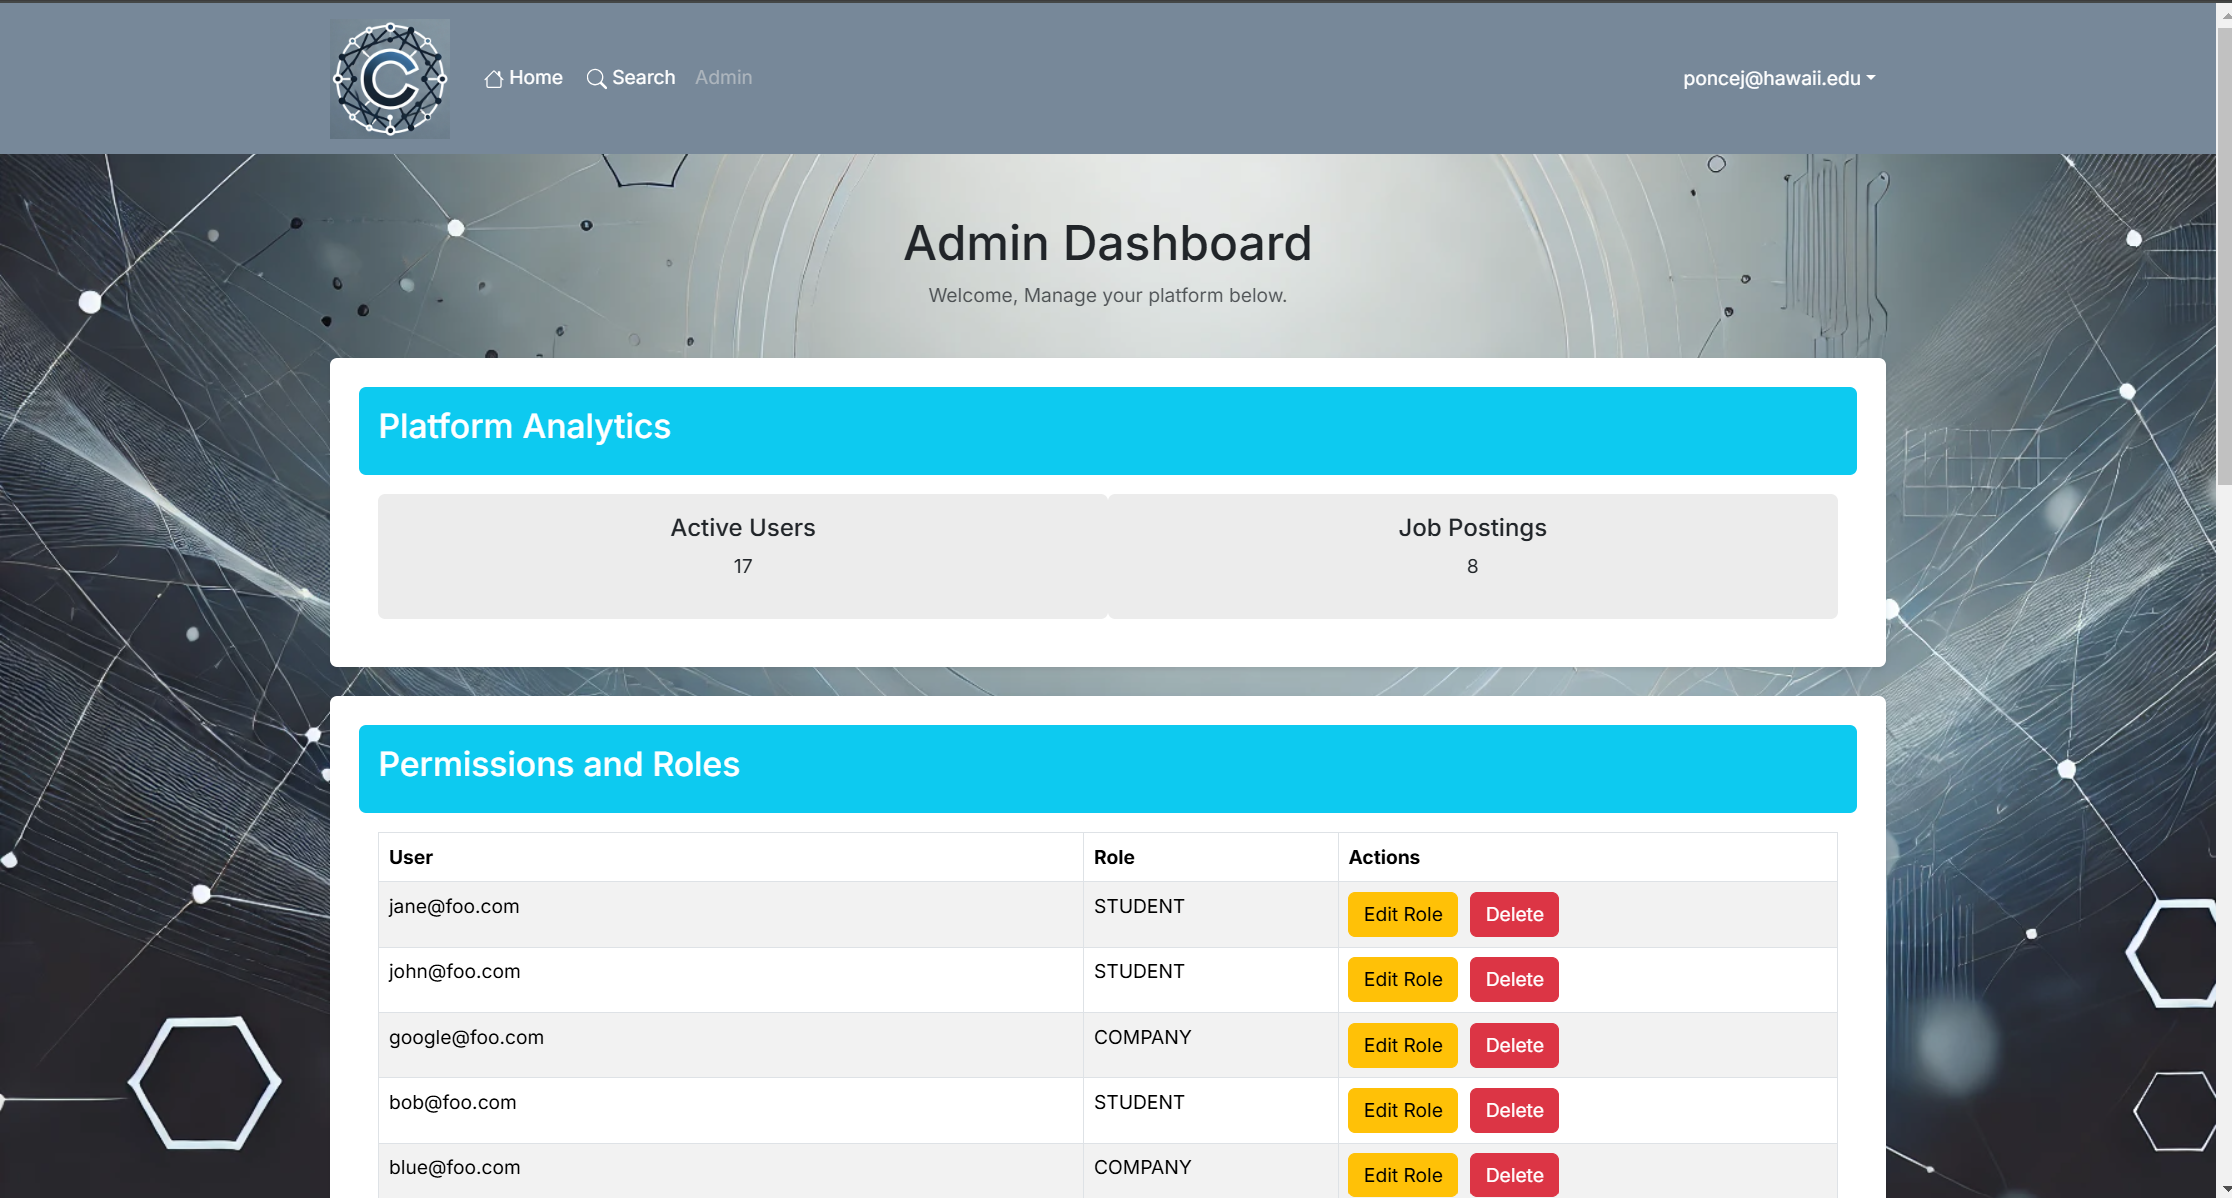 C
Home Search Admin poncej@hawaii.edu
Admin Dashboard
Welcome, Manage your platform below.
Platform Analytics
Active Users Job Postings
17 8
Permissions and Roles
User Role Actions
jane@foo.com STUDENT Edit Role Delete
john@foo.com STUDENT Edit Role Delete
google@foo.com COMPANY Edit Role Delete
bob@foo.com STUDENT Edit Role Delete
blue@foo.com COMPANY Edit Role Delete